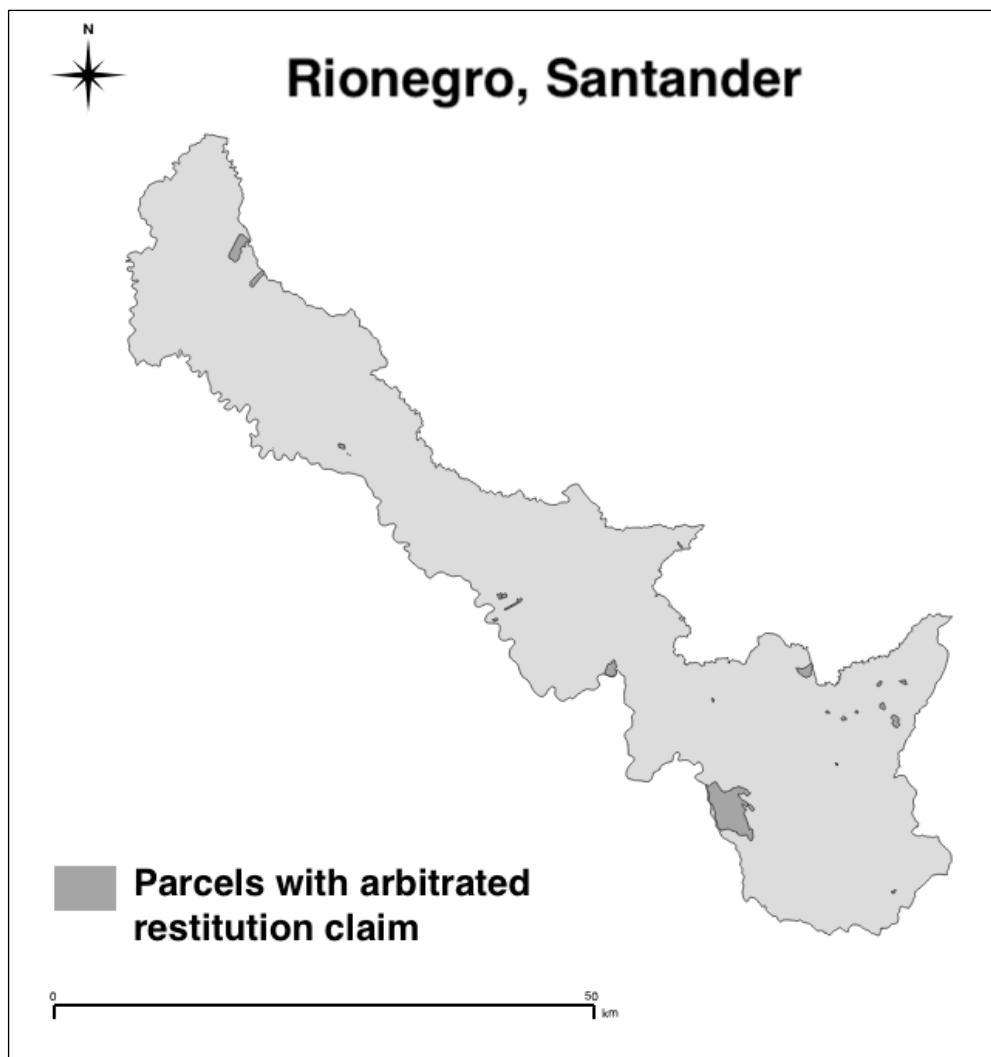 N
Rionegro, Santander
Parcels with arbitrated
restitution claim
0
50
km